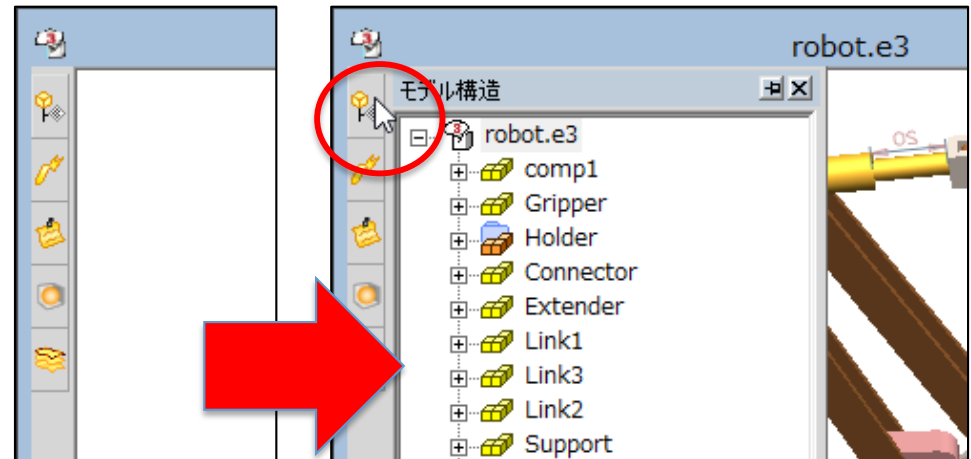 robot.e3
モデル構造
robot.e3
comp1
Gripper
Holder
Connector
Extender
Link1
Link3
Link2
Support